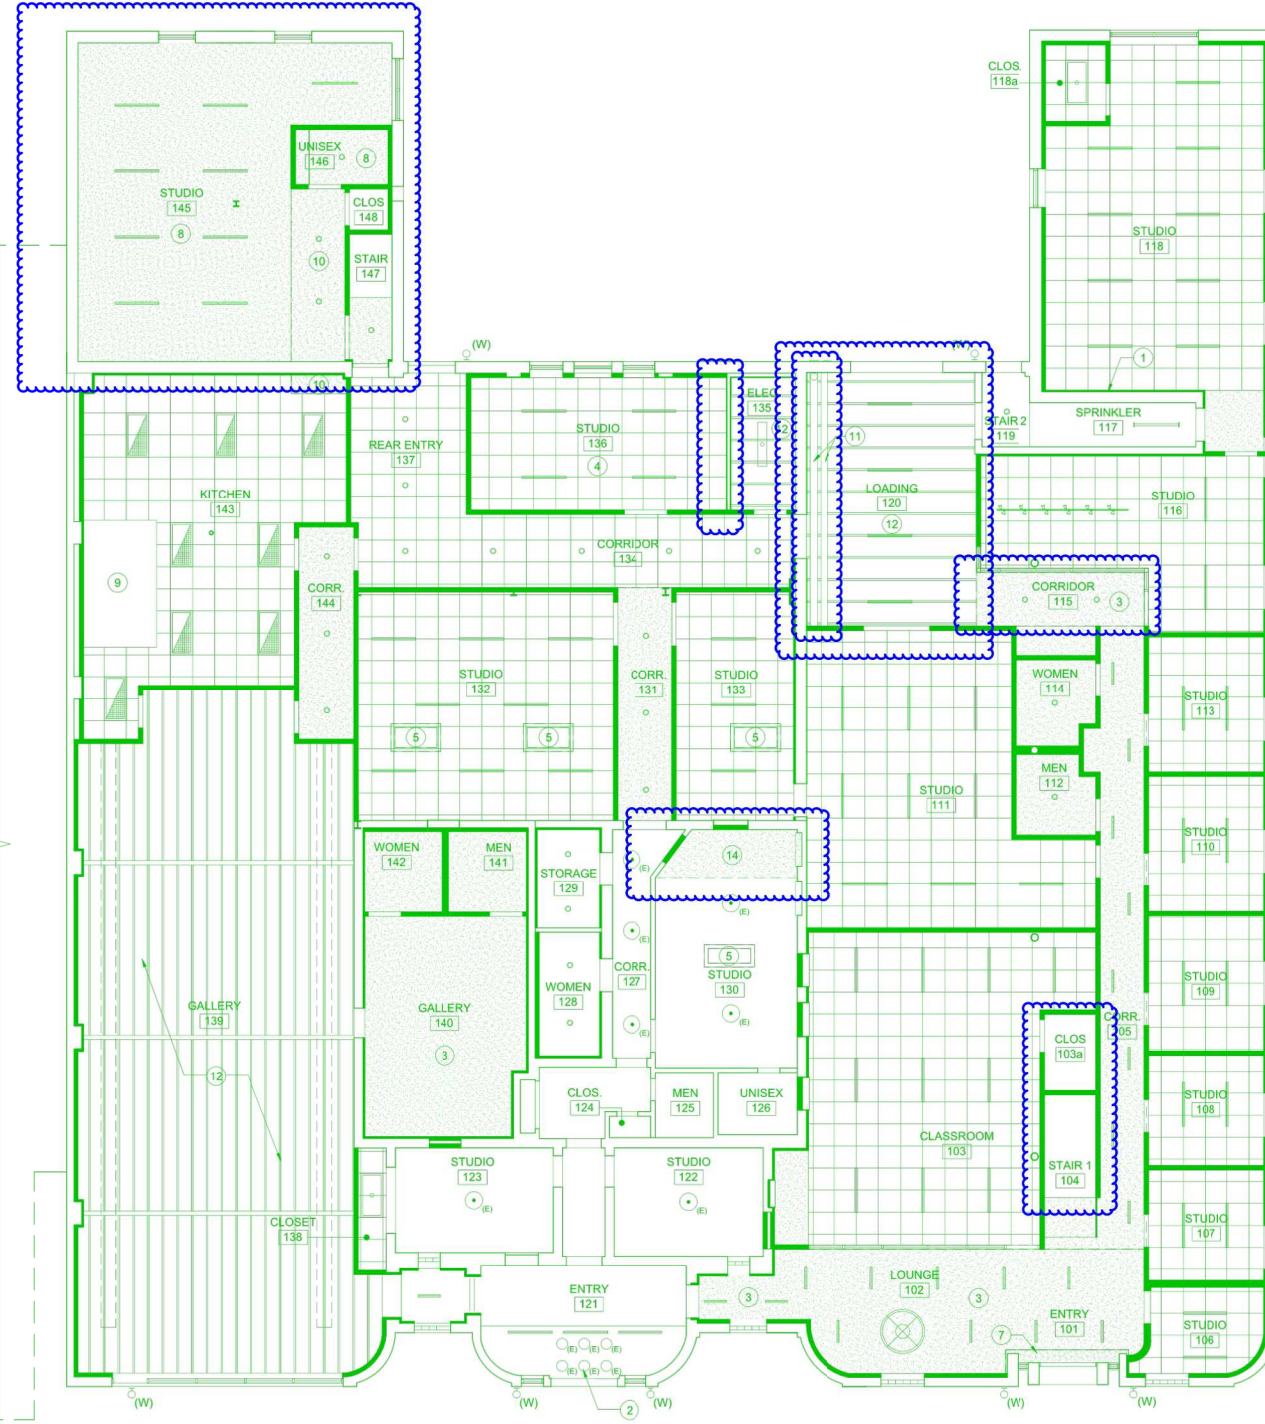 CLOS.
118a
UNISEX
146
8
STUDIO
145
8
CLOS
148
10
STAIR
147
STUDIO
118
(W)
(W)
1
10
ELEC
135
12
11
STAIR 2
119
SPRINKLER
117
REAR ENTRY
137
STUDIO
136
4
KITCHEN
143
LOADING
120
12
STUDIO
116
CORRIDOR
134
9
CORR.
144
CORRIDOR
115
3
STUDIO
132
CORR.
131
STUDIO
133
WOMEN
114
STUDIO
113
5
5
5
MEN
112
STUDIO
111
STUDIO
110
WOMEN
142
MEN
141
STORAGE
129
14
(E)
(E)
(E)
5
CORR.
127
STUDIO
130
STUDIO
109
WOMEN
128
GALLERY
139
GALLERY
140
3
(E)
(E)
CORR.
105
CLOS
103a
12
CLOS.
124
MEN
125
UNISEX
126
STUDIO
108
CLASSROOM
103
STAIR 1
104
STUDIO
123
(E)
STUDIO
122
(E)
CLOSET
138
STUDIO
107
ENTRY
121
3
LOUNGE
102
3
ENTRY
101
7
STUDIO
106
(E) (E) (E)
(E) (E) (E)
(W)
(W)
(W)
2
(W)
(W)